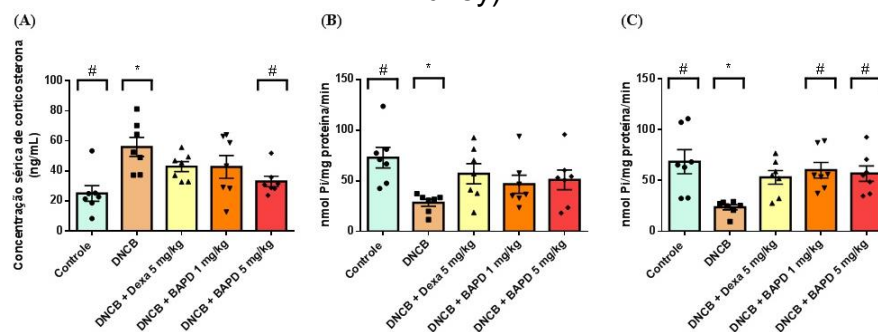 (A)
(B)
(C)
Concentração sérica de corticosterona
(ng/mL)
100
80
60
40
20
0
#
*
#
Controle
DNCB
DNCB + Dexa 5 mg/kg
DNCB + BAPD 1 mg/kg
DNCB + BAPD 5 mg/kg
nmol Pi/mg proteína/min
150
100
50
0
#
*
Controle
DNCB
DNCB + Dexa 5 mg/kg
DNCB + BAPD 1 mg/kg
DNCB + BAPD 5 mg/kg
nmol Pi//mg proteína/min
150
100
50
0
#
*
#
#
Controle
DNCB
DNCB + Dexa 5 mg/kg
DNCB + BAPD 1 mg/kg
DNCB + BAPD 5 mg/kg